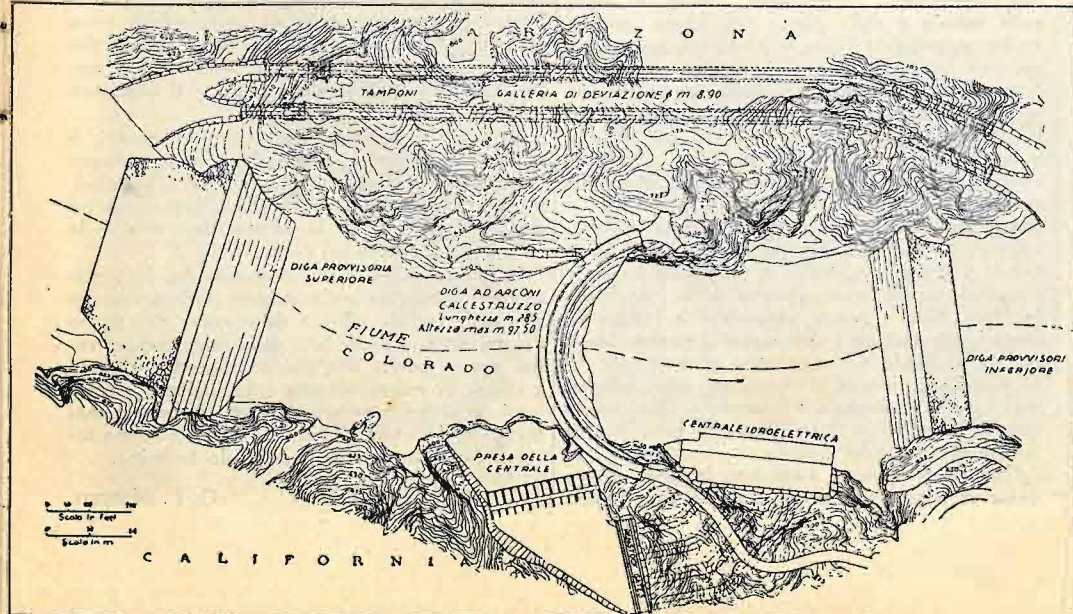 ARIZONA
TAMPONI
GALLERIA DI DEVIAZIONE ϕ m 8.90
DIGA PROVVISORIA
SUPERIORE
DIGA AD ARCONI
CALCESTRUZZO
Lunghezza m 285
Altezza max m 97.50
FIUME
COLORADO
DIGA PROVVISORI
INFERIORE
CENTRALE IDROELETTRICA
PRESA DELLA
CENTRALE
Scala in Feet
Scala in m
CALIFORNIA